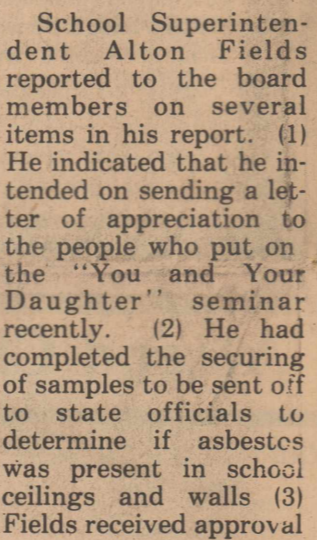 School Superinten-
dent Alton Fields
reported to the board
members on several
items in his report. (1)
He indicated that he in-
tended on sending a let-
ter of appreciation to
the people who put on
the "You and Your
Daughter" seminar
recently. (2) He had
completed the securing
of samples to be sent off
to state officials to
determine if asbestos
was present in school
ceilings and walls (3)
Fields received approval